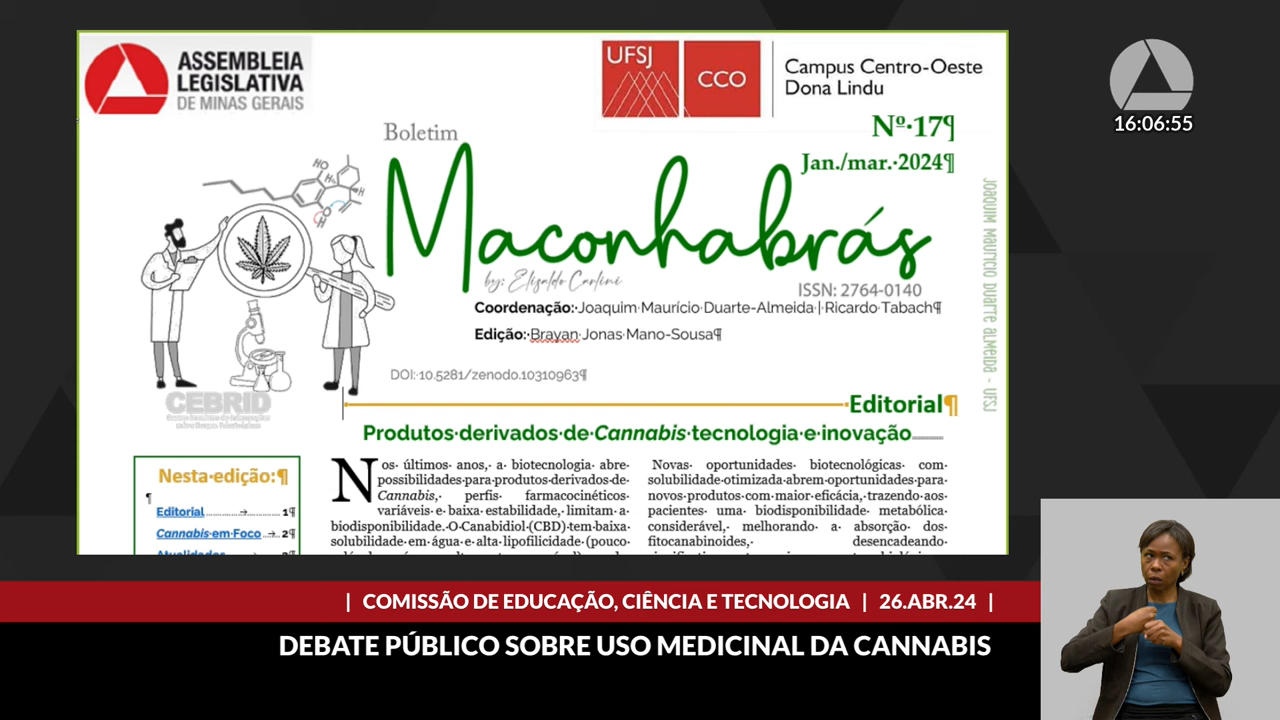 ASSEMBLEIA
LEGISLATIVA
DE MINAS GERAIS
UFSJ
CCO
Campus Centro-Oeste
Dona Lindu
16:06:55
Nº·17¶
Jan./mar.·2024¶
Boletim
Maconhabrás
by: Elisaldo Carlini
ISSN: 2764-0140
HO
H
H
Coordenação:·Joaquim·Maurício·Duarte-Almeida·|·Ricardo·Tabach¶
Edição:·Brayan·Jonas·Mano-Sousa¶
DOI:·10.5281/zenodo.10310963¶
JOAQUIM MAURICIO DUARTE ALMEIDA - UFSJ
CEBRID
Editorial¶
Produtos·derivados·de·Cannabis·tecnologia·e·inovação
Nesta·edição:¶
¶
Editorial → 1¶
Cannabis·em·Foco → 2¶
Atualidades
Nos· últimos· anos,· a· biotecnologia· abre·
possibilidades·para·produtos·derivados·de·
Cannabis,· perfis· farmacocinéticos·
variáveis· e· baixa· estabilidade,· limitam· a·
biodisponibilidade.·O·Canabidiol·(CBD)·tem·baixa·
solubilidade·em·água·e·alta·lipofilicidade·(pouco·
Novas· oportunidades· biotecnológicas· com·
solubilidade·otimizada·abrem·oportunidades·para·
novos·produtos·com·maior·eficácia,·trazendo·aos·
pacientes· uma· biodisponibilidade· metabólica·
considerável,· melhorando· a· absorção· dos·
fitocanabinoides,· desencadeando·
| COMISSÃO DE EDUCAÇÃO, CIÊNCIA E TECNOLOGIA | 26.ABR.24 |
DEBATE PÚBLICO SOBRE USO MEDICINAL DA CANNABIS